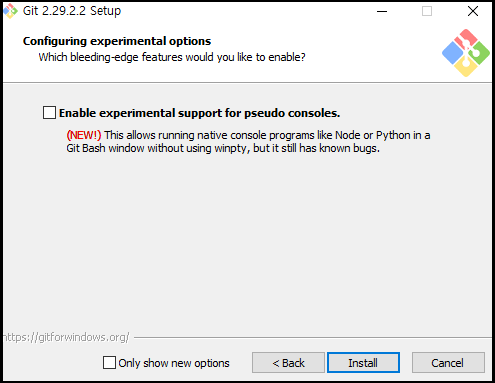 Git 2.29.2.2 Setup
Configuring experimental options
Which bleeding-edge features would you like to enable?
Enable experimental support for pseudo consoles.
(NEW!) This allows running native console programs like Node or Python in a
Git Bash window without using winpty, but it still has known bugs.
https://gitforwindows.org/
Only show new options
< Back
Install
Cancel